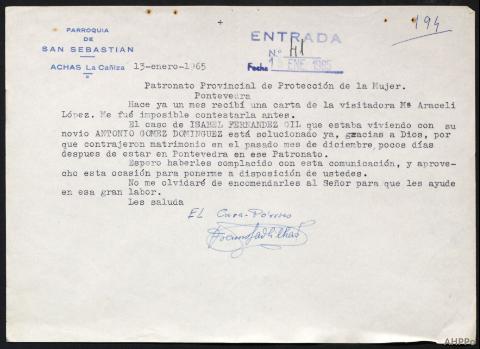 PARROQUIA
DE
SAN SEBASTIAN
ACHAS La Cañiza
13-enero-1965
ENTRADA
N.º H1
Fecha ENE 1965
194
Patronato Provincial de Protección de la Mujer.
Pontevedra
Hace ya un mes recibí una carta de la visitadora Mª Araceli
López. Me fué imposible contestarla antes.
El caso de ISABEL FERNANDEZ GIL que estaba viviendo con su
novio ANTONIO GOMEZ DOMINGUEZ está solucionado ya, gracias a Dios, por
que contrajeron matrimonio en el pasado mes de diciembre, pocos días
despues de estar en Pontevedra en ese Patronato.
Espero haberles complacido con esta comunicación, y aprove-
cho esta ocasión para ponerme a disposición de ustedes.
No me olvidaré de encomendarles al Señor para que les ayude
en esa gran labor.
Les saluda
El Cura-Párroco
AHPPo